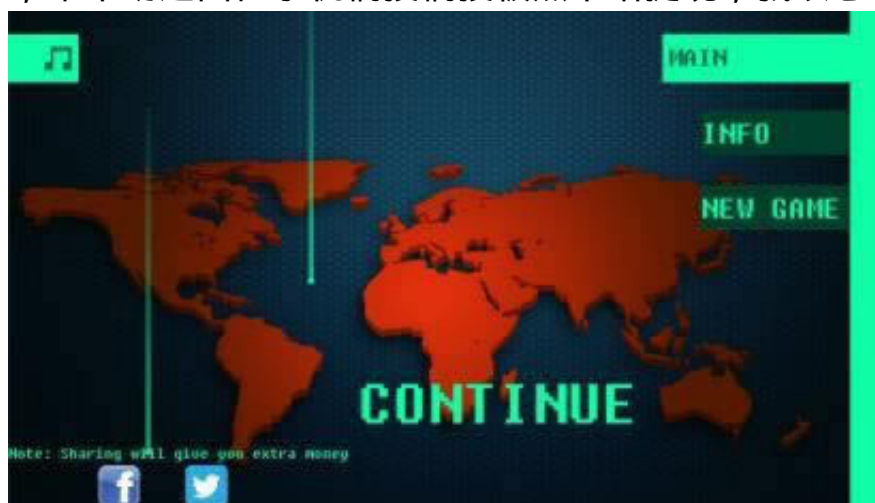 MAIN
INFO
NEW GAME
CONTINUE
Note: Sharing will give you extra money